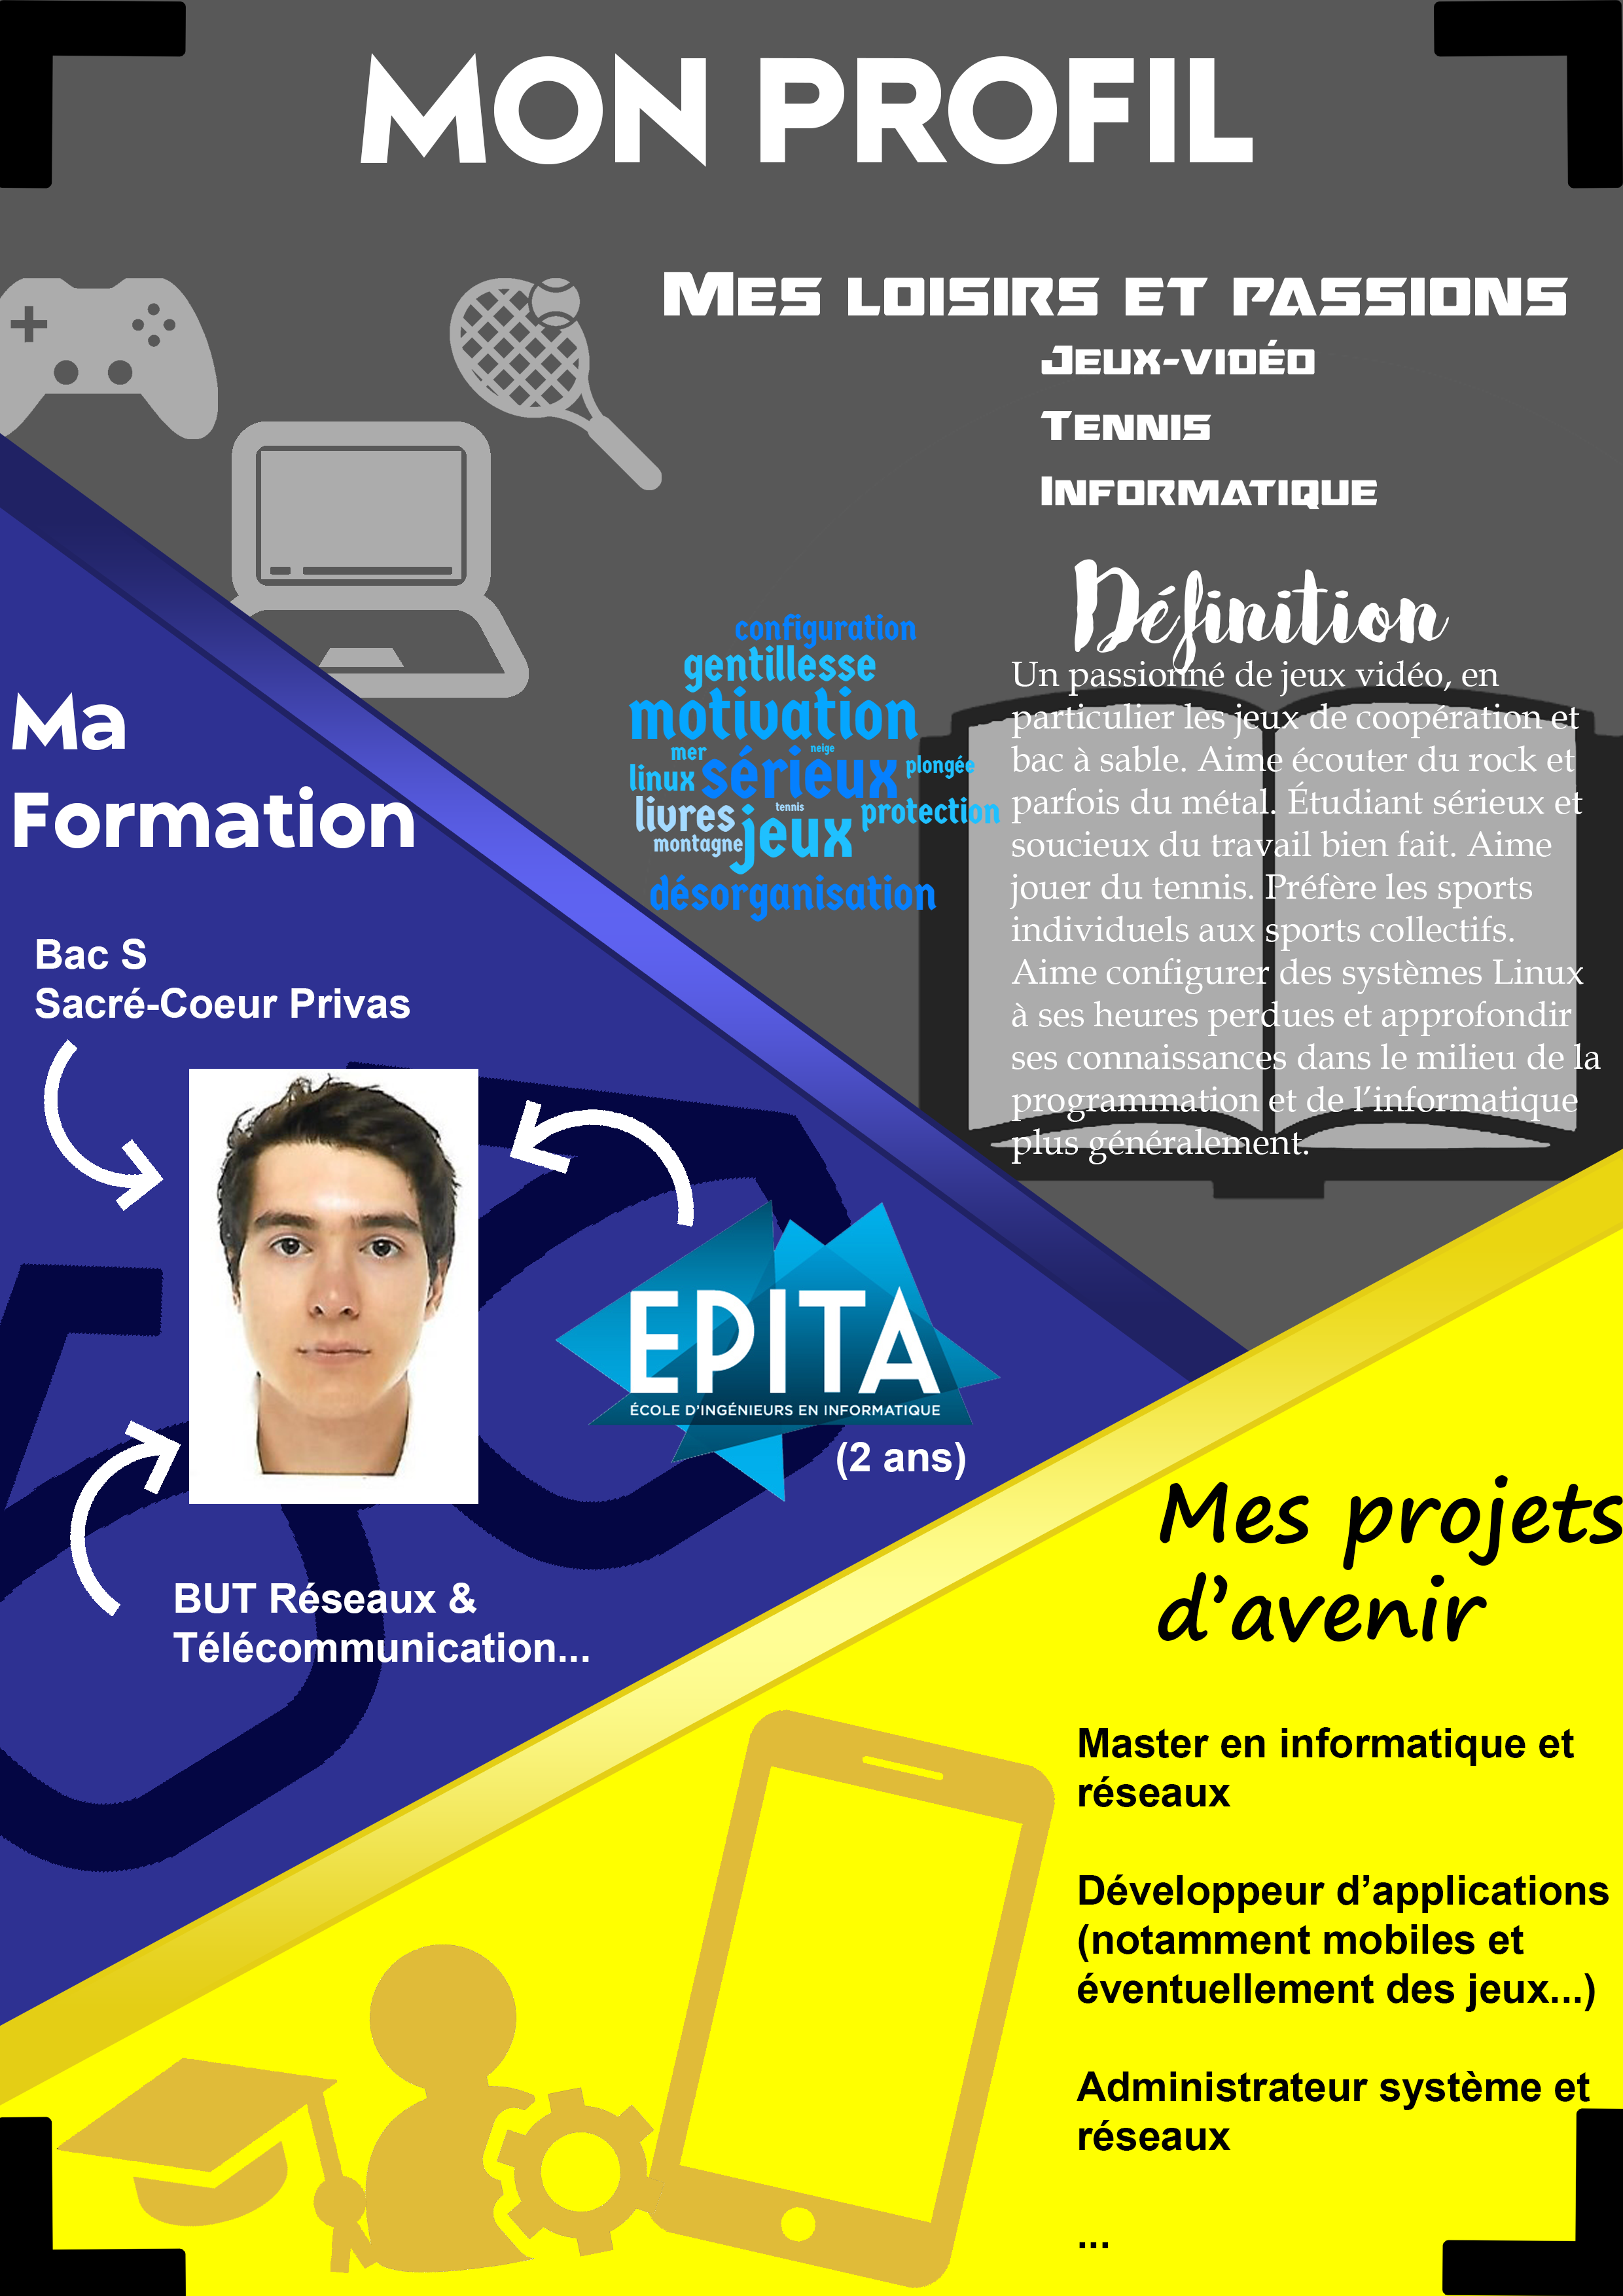 MON PROFIL
MES LOISIRS ET PASSIONS
JEUX-VIDÉO
TENNIS
INFORMATIQUE
Définition
Un passionné de jeux vidéo, en
particulier les jeux de coopération et
bac à sable. Aime écouter du rock et
parfois du métal. Étudiant sérieux et
soucieux du travail bien fait. Aime
jouer du tennis. Préfère les sports
individuels aux sports collectifs.
Aime configurer des systèmes Linux
à ses heures perdues et approfondir
ses connaissances dans le milieu de la
programmation et de l’informatique
plus généralement.
configuration
gentillesse
motivation
mer neige
linux sérieux plongée
livres tennis protection
montagne jeux
désorganisation
Ma
Formation
Bac S
Sacré-Coeur Privas
EPITA
ÉCOLE D'INGÉNIEURS EN INFORMATIQUE
(2 ans)
BUT Réseaux &
Télécommunication...
Mes projets
d’avenir
Master en informatique et
réseaux
Développeur d’applications
(notamment mobiles et
éventuellement des jeux...)
Administrateur système et
réseaux
...